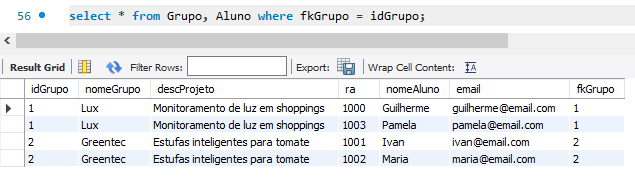 56 select * from Grupo, Aluno where fkGrupo = idGrupo;
Result Grid Filter Rows: Export: Wrap Cell Content:
idGrupo nomeGrupo descProjeto ra nomeAluno email fkGrupo
1 Lux Monitoramento de luz em shoppings 1000 Guilherme guilherme@email.com 1
1 Lux Monitoramento de luz em shoppings 1003 Pamela pamela@email.com 1
2 Greentec Estufas inteligentes para tomate 1001 Ivan ivan@email.com 2
2 Greentec Estufas inteligentes para tomate 1002 Maria maria@email.com 2